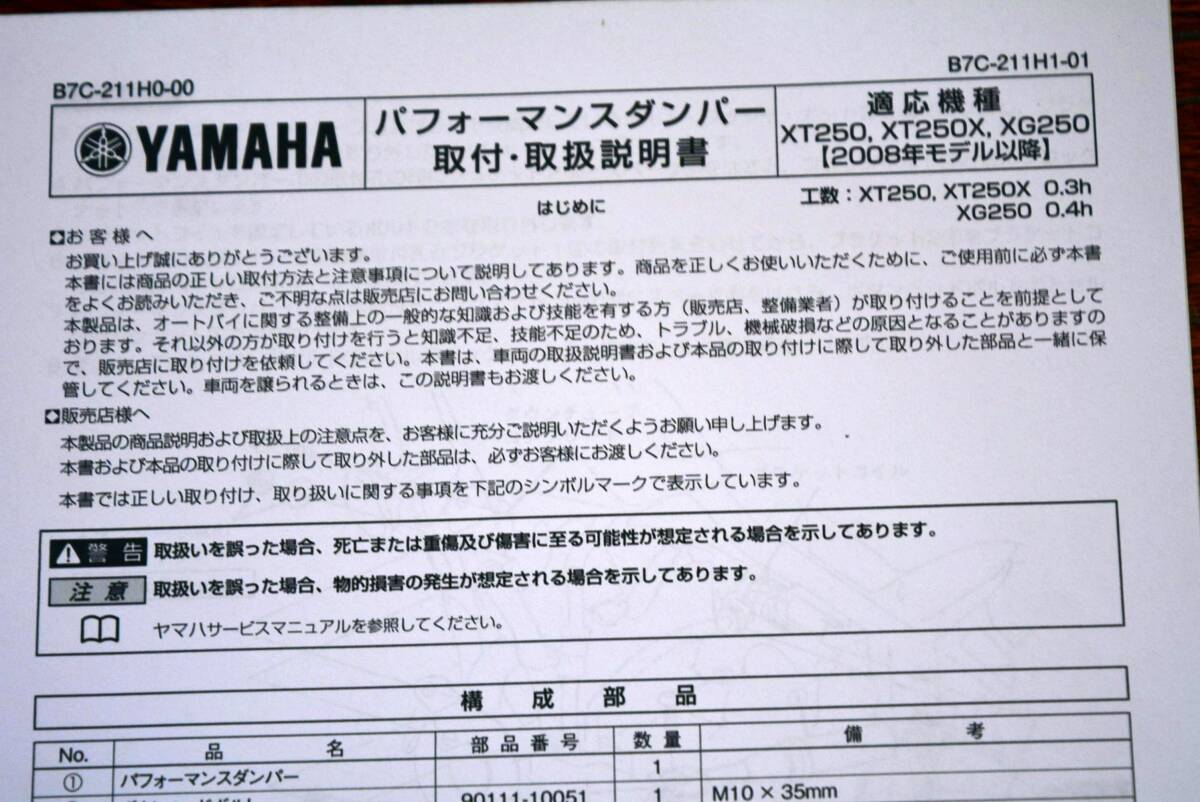 B7C-211H0-00
B7C-211H1-01
YAMAHA
パフォーマンスダンパー
取付・取扱説明書
適応機種
XT250, XT250X, XG250
【2008年モデル以降】
工数：XT250, XT250X 0.3h
XG250 0.4h
はじめに
お客様へ
お買い上げ誠にありがとうございます。
本書には商品の正しい取付方法と注意事項について説明してあります。商品を正しくお使いいただくために、ご使用前に必ず本書
をよくお読みいただき、ご不明な点は販売店にお問い合わせください。
本製品は、オートバイに関する整備上の一般的な知識および技能を有する方（販売店、整備業者）が取り付けることを前提として
おります。それ以外の方が取り付けを行うと知識不足、技能不足のため、トラブル、機械破損などの原因となることがありますの
で、販売店に取り付けを依頼してください。本書は、車両の取扱説明書および本品の取り付けに際して取り外した部品と一緒に保
管してください。車両を譲られるときは、この説明書もお渡しください。
販売店様へ
本製品の商品説明および取扱上の注意点を、お客様に充分ご説明いただくようお願い申し上げます。
本書および本品の取り付けに際して取り外した部品は、必ずお客様にお渡しください。
本書では正しい取り付け、取り扱いに関する事項を下記のシンボルマークで表示しています。
警告 取扱いを誤った場合、死亡または重傷及び傷害に至る可能性が想定される場合を示してあります。
注意 取扱いを誤った場合、物的損害の発生が想定される場合を示してあります。
ヤマハサービスマニュアルを参照してください。
構成部品
No. 品名 部品番号 数量 備考
① パフォーマンスダンパー 1
90111-10051 1 M10×35mm